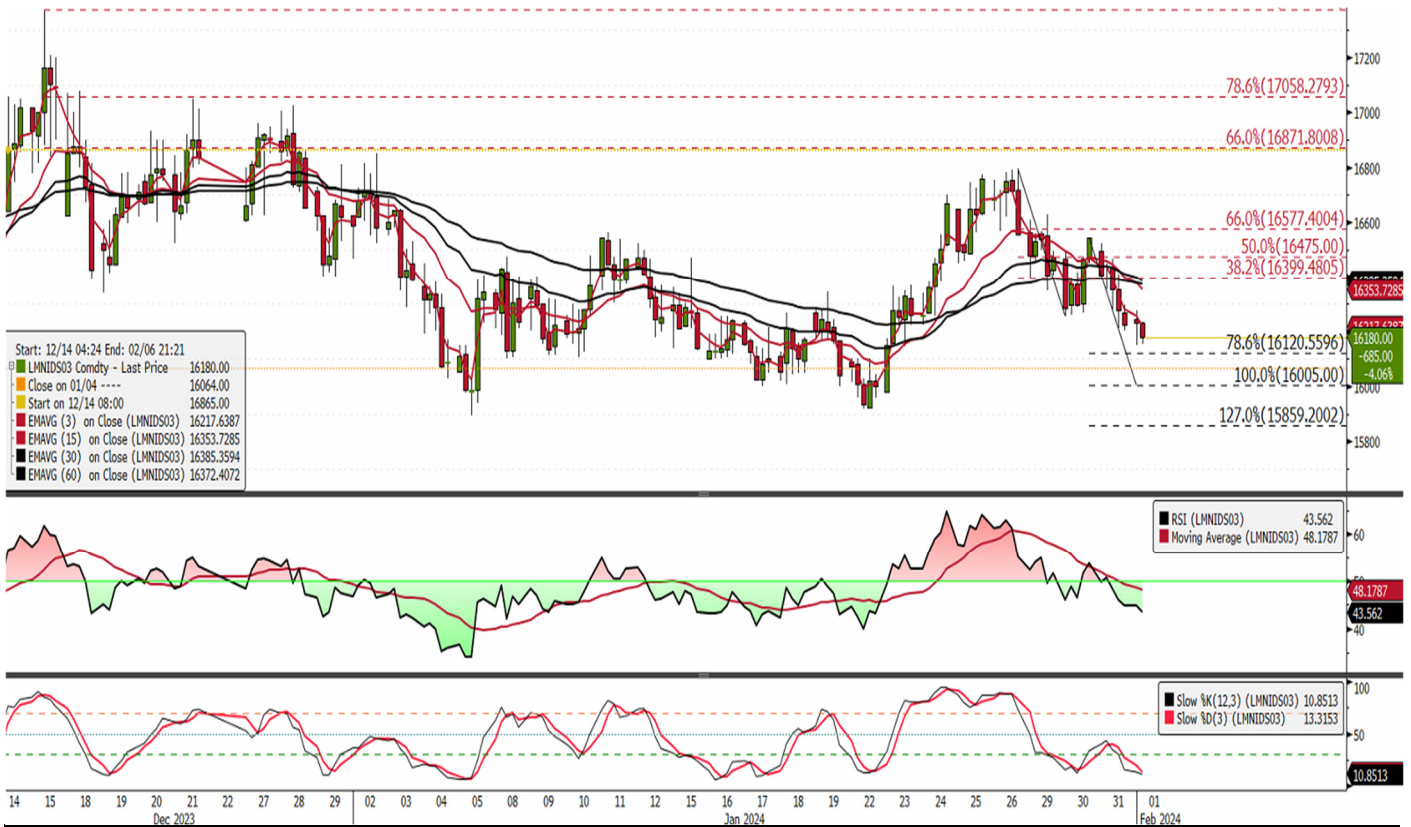 17200
78.6%(17058.2793)
17000
66.0%(16871.8008)
16800
66.0%(16577.4004)
16600
50.0%(16475.00)
38.2%(16399.4805)
16353.7285
16180.00
-685.00
-4.06%
78.6%(16120.5596)
100.0%(16005.00)
16000
127.0%(15859.2002)
15800
Start: 12/14 04:24 End: 02/06 21:21
LMNIDS03 Comdty - Last Price 16180.00
Close on 01/04 ---- 16064.00
Start on 12/14 08:00 16865.00
EMAVG (3) on Close (LMNIDS03) 16217.6387
EMAVG (15) on Close (LMNIDS03) 16353.7285
EMAVG (30) on Close (LMNIDS03) 16385.3594
EMAVG (60) on Close (LMNIDS03) 16372.4072
RSI (LMNIDS03) 43.562
Moving Average (LMNIDS03) 48.1787
60
48.1787
43.562
40
Slow %K(12,3) (LMNIDS03) 10.8513
Slow %D(3) (LMNIDS03) 13.3153
100
50
10.8513
14 15 18 19 20 21 22 27 28 29 02 03 04 05 08 09 10 11 12 15 16 17 18 19 22 23 24 25 26 29 30 31 01
Dec 2023 Jan 2024 Feb 2024